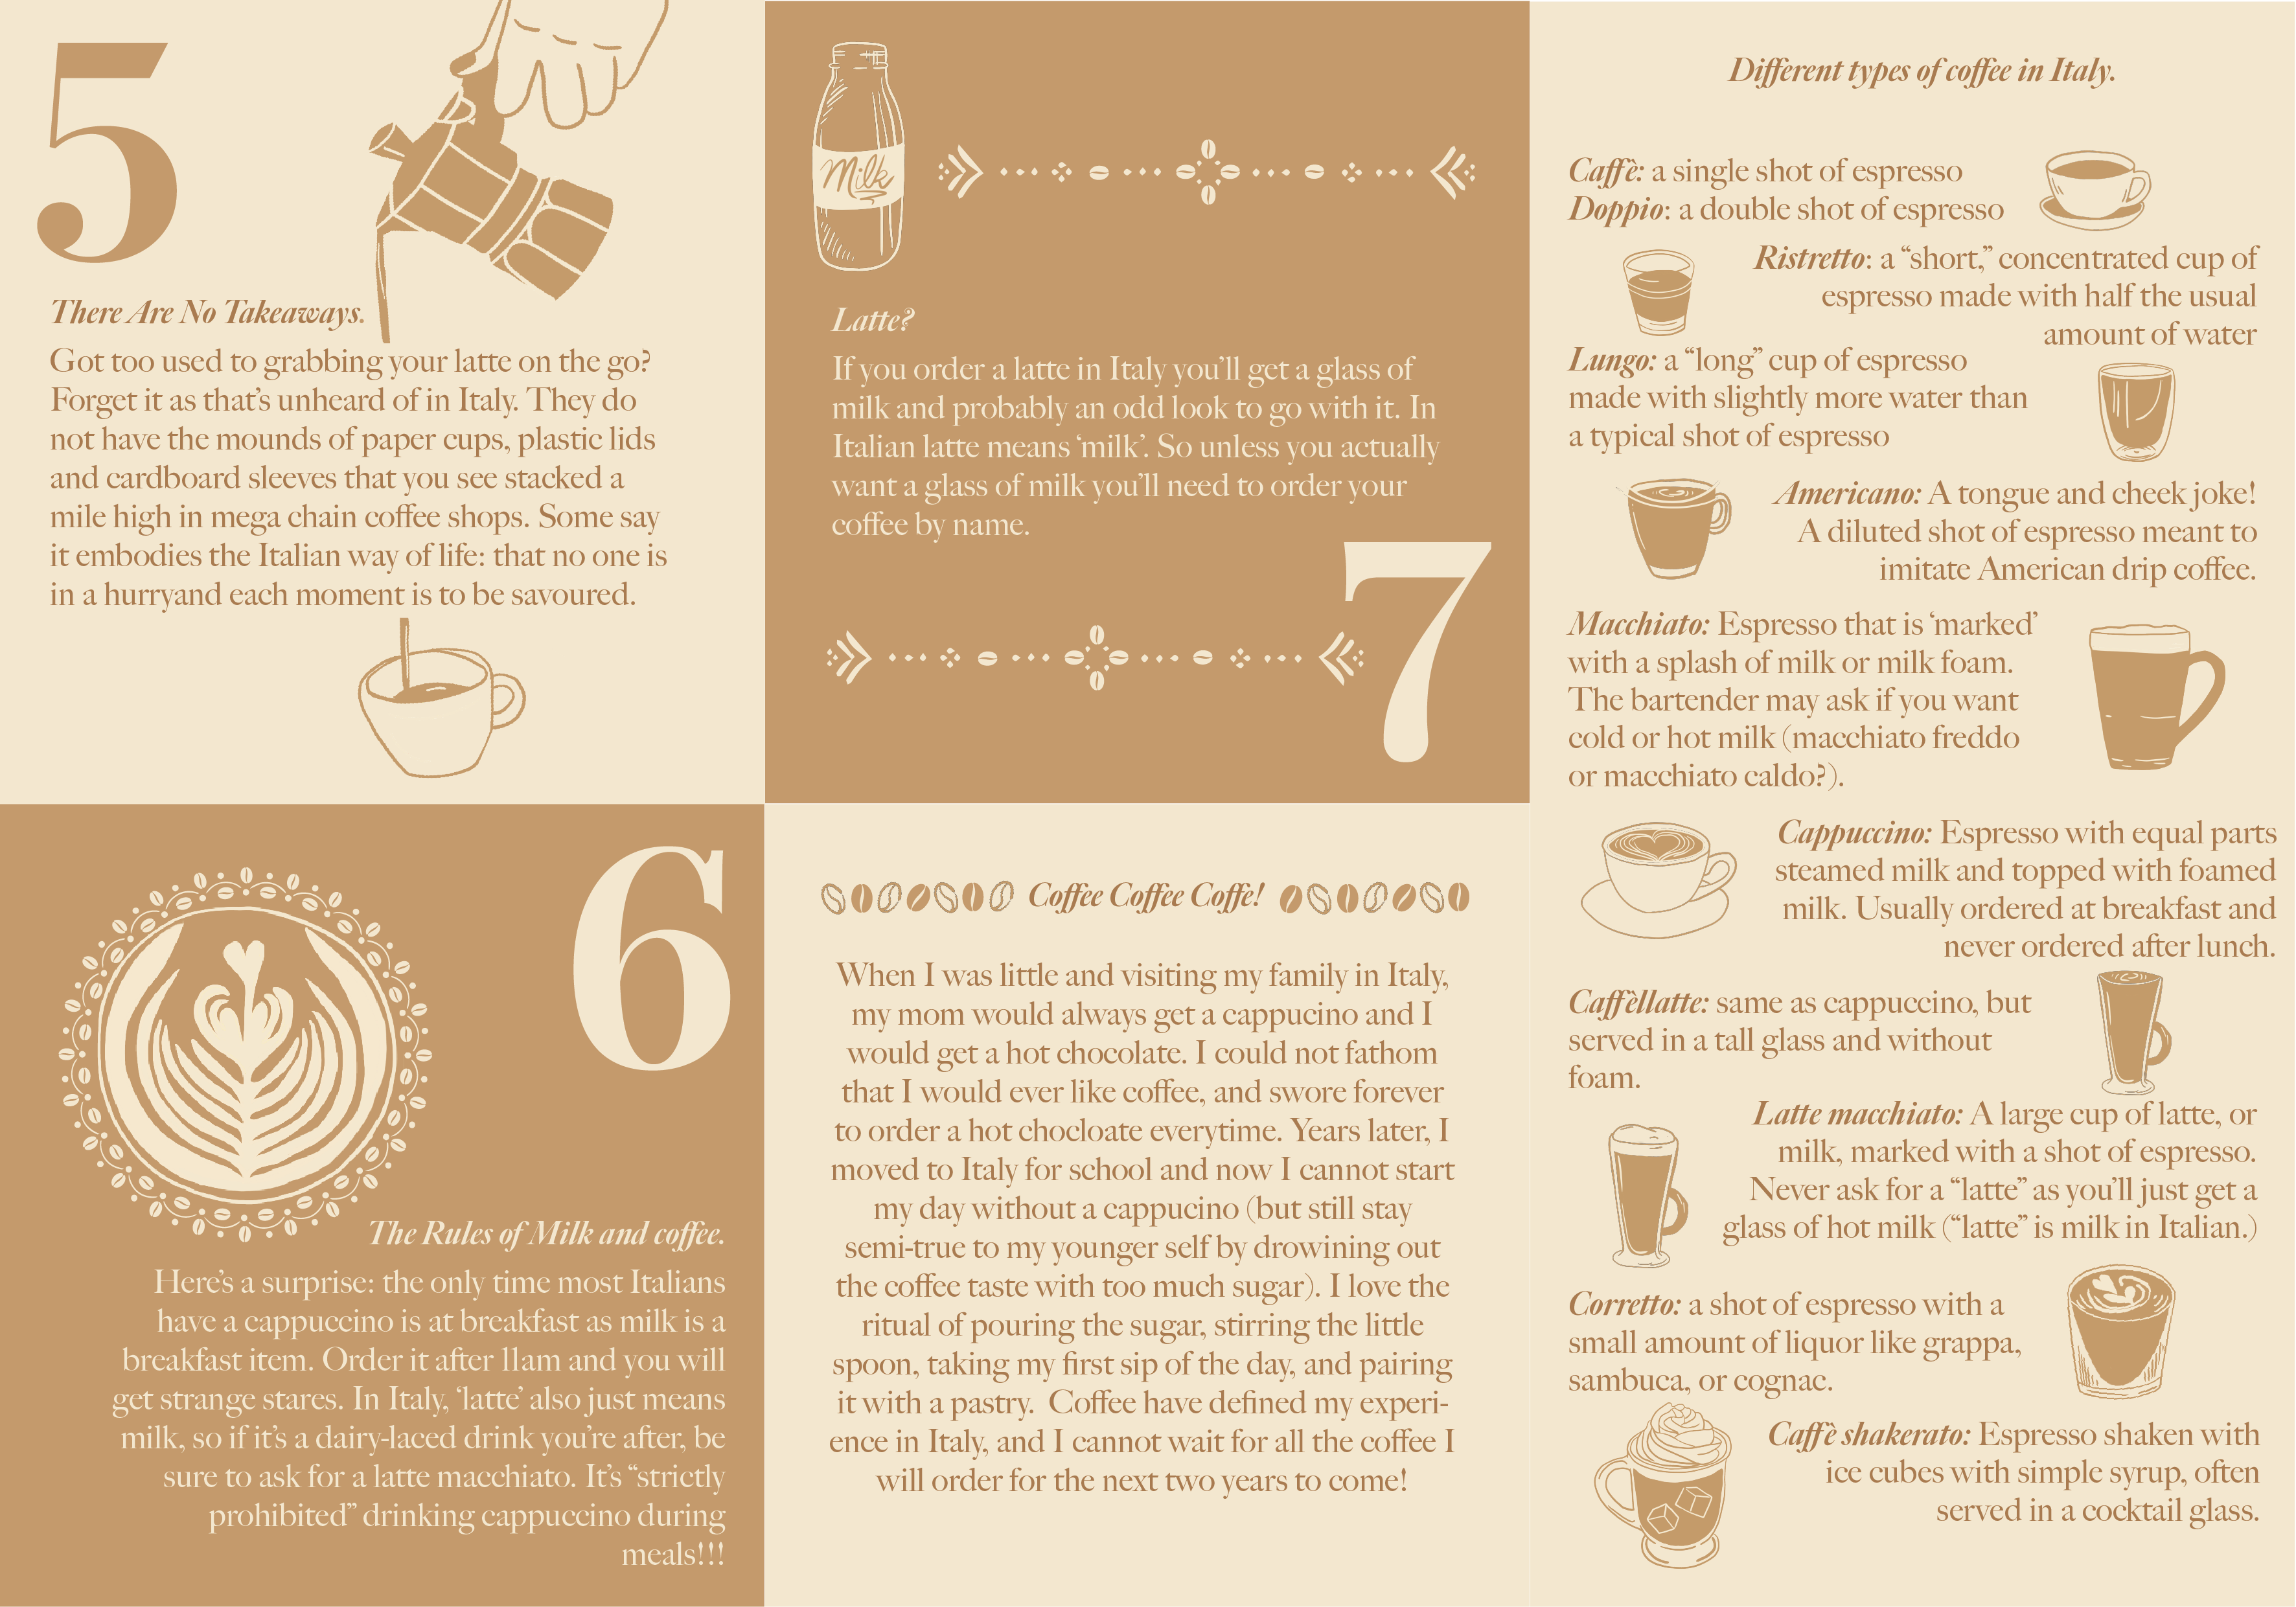 5
There Are No Takeaways.
Got too used to grabbing your latte on the go?
Forget it as that's unheard of in Italy. They do
not have the mounds of paper cups, plastic lids
and cardboard sleeves that you see stacked a
mile high in mega chain coffee shops. Some say
it embodies the Italian way of life: that no one is
in a hurryand each moment is to be savoured.
6
The Rules of Milk and coffee.
Here's a surprise: the only time most Italians
have a cappuccino is at breakfast as milk is a
breakfast item. Order it after 11am and you will
get strange stares. In Italy, 'latte' also just means
milk, so if it's a dairy-laced drink you're after, be
sure to ask for a latte macchiato. It's "strictly
prohibited" drinking cappuccino during
meals!!!
Milk
Latte?
If you order a latte in Italy you'll get a glass of
milk and probably an odd look to go with it. In
Italian latte means 'milk'. So unless you actually
want a glass of milk you'll need to order your
coffee by name.
7
Coffee Coffee Coffe!
When I was little and visiting my family in Italy,
my mom would always get a cappucino and I
would get a hot chocolate. I could not fathom
that I would ever like coffee, and swore forever
to order a hot chocloate everytime. Years later, I
moved to Italy for school and now I cannot start
my day without a cappucino (but still stay
semi-true to my younger self by drowining out
the coffee taste with too much sugar). I love the
ritual of pouring the sugar, stirring the little
spoon, taking my first sip of the day, and pairing
it with a pastry. Coffee have defined my experi-
ence in Italy, and I cannot wait for all the coffee I
will order for the next two years to come!
Different types of coffee in Italy.
Caffè: a single shot of espresso
Doppio: a double shot of espresso
Ristretto: a "short," concentrated cup of
espresso made with half the usual
amount of water
Lungo: a "long" cup of espresso
made with slightly more water than
a typical shot of espresso
Americano: A tongue and cheek joke!
A diluted shot of espresso meant to
imitate American drip coffee.
Macchiato: Espresso that is 'marked'
with a splash of milk or milk foam.
The bartender may ask if you want
cold or hot milk (macchiato freddo
or macchiato caldo?).
Cappuccino: Espresso with equal parts
steamed milk and topped with foamed
milk. Usually ordered at breakfast and
never ordered after lunch.
Caffèllatte: same as cappuccino, but
served in a tall glass and without
foam.
Latte macchiato: A large cup of latte, or
milk, marked with a shot of espresso.
Never ask for a "latte" as you'll just get a
glass of hot milk ("latte" is milk in Italian.)
Corretto: a shot of espresso with a
small amount of liquor like grappa,
sambuca, or cognac.
Caffè shakerato: Espresso shaken with
ice cubes with simple syrup, often
served in a cocktail glass.